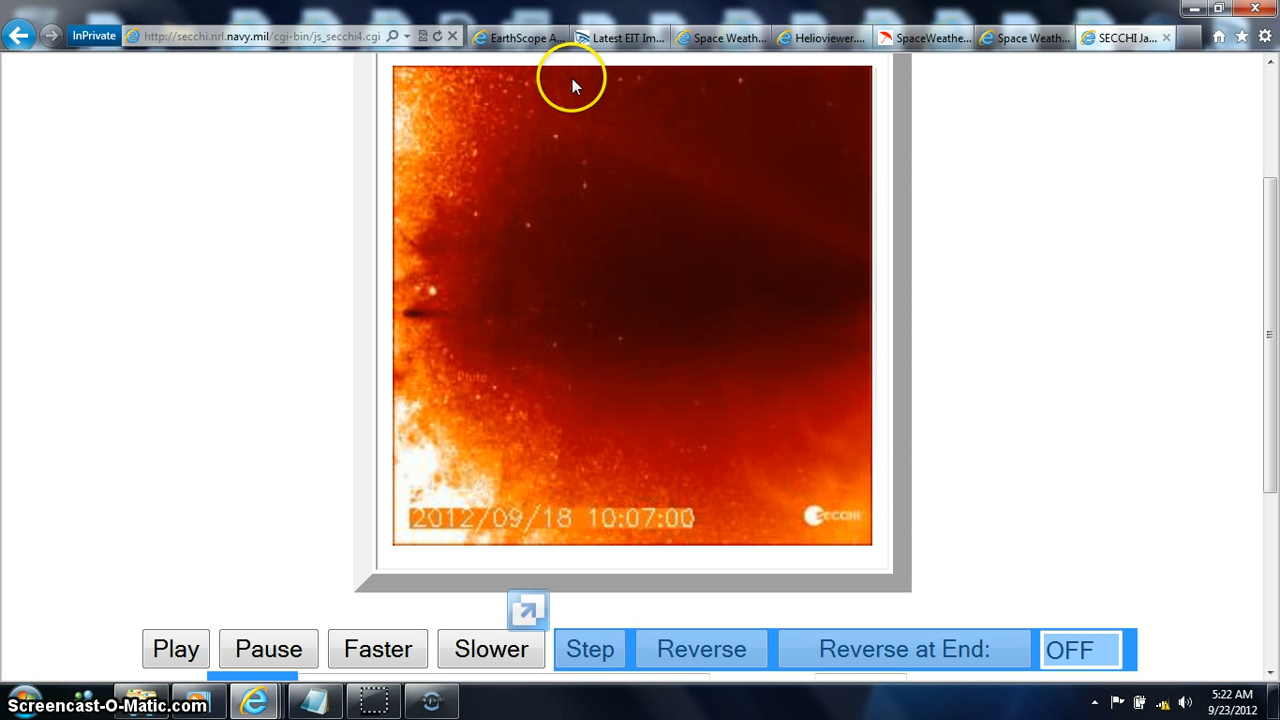 InPrivate
http://secchi.nrl.navy.mil/cgi-bin/js_secchi4.cgi
EarthScope A...
Latest EIT Im...
Space Weath...
Helioviewer....
SpaceWeathe...
Space Weath...
SECCHI Ja...
Pluto
2012/09/18 10:07:00
SECCHI
Play
Pause
Faster
Slower
Step
Reverse
Reverse at End:
OFF
Screencast-O-Matic.com
5:22 AM
9/23/2012